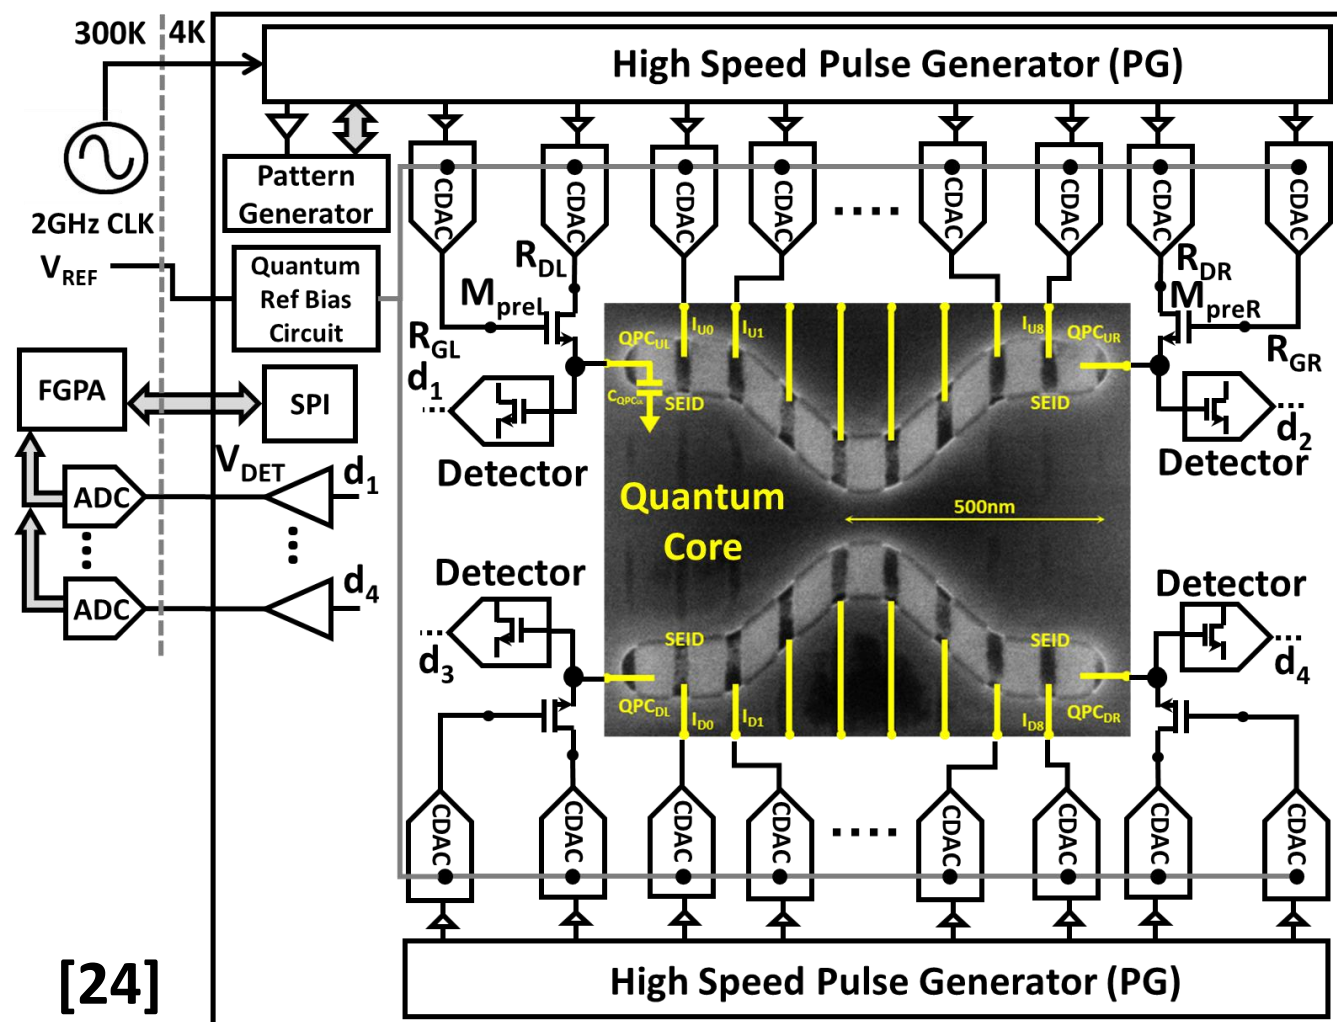 300K
4K
High Speed Pulse Generator (PG)
2GHz CLK
Pattern
Generator
CDAC
CDAC
CDAC
CDAC
.....
CDAC
CDAC
CDAC
CDAC
VREF
Quantum
Ref Bias
Circuit
RDL
MpreL
RGL
RDR
MpreR
RGR
QPCUL
IU0
IU1
IU8
QPCUR
CQPCUL
SEID
SEID
d1
Detector
d2
Detector
FGPA
SPI
VDET
ADC
d1
ADC
d4
Quantum
Core
500nm
Detector
d3
Detector
d4
SEID
SEID
QPCDL
ID0
ID1
ID8
QPCDR
CDAC
CDAC
CDAC
CDAC
.....
CDAC
CDAC
CDAC
CDAC
[24]
High Speed Pulse Generator (PG)